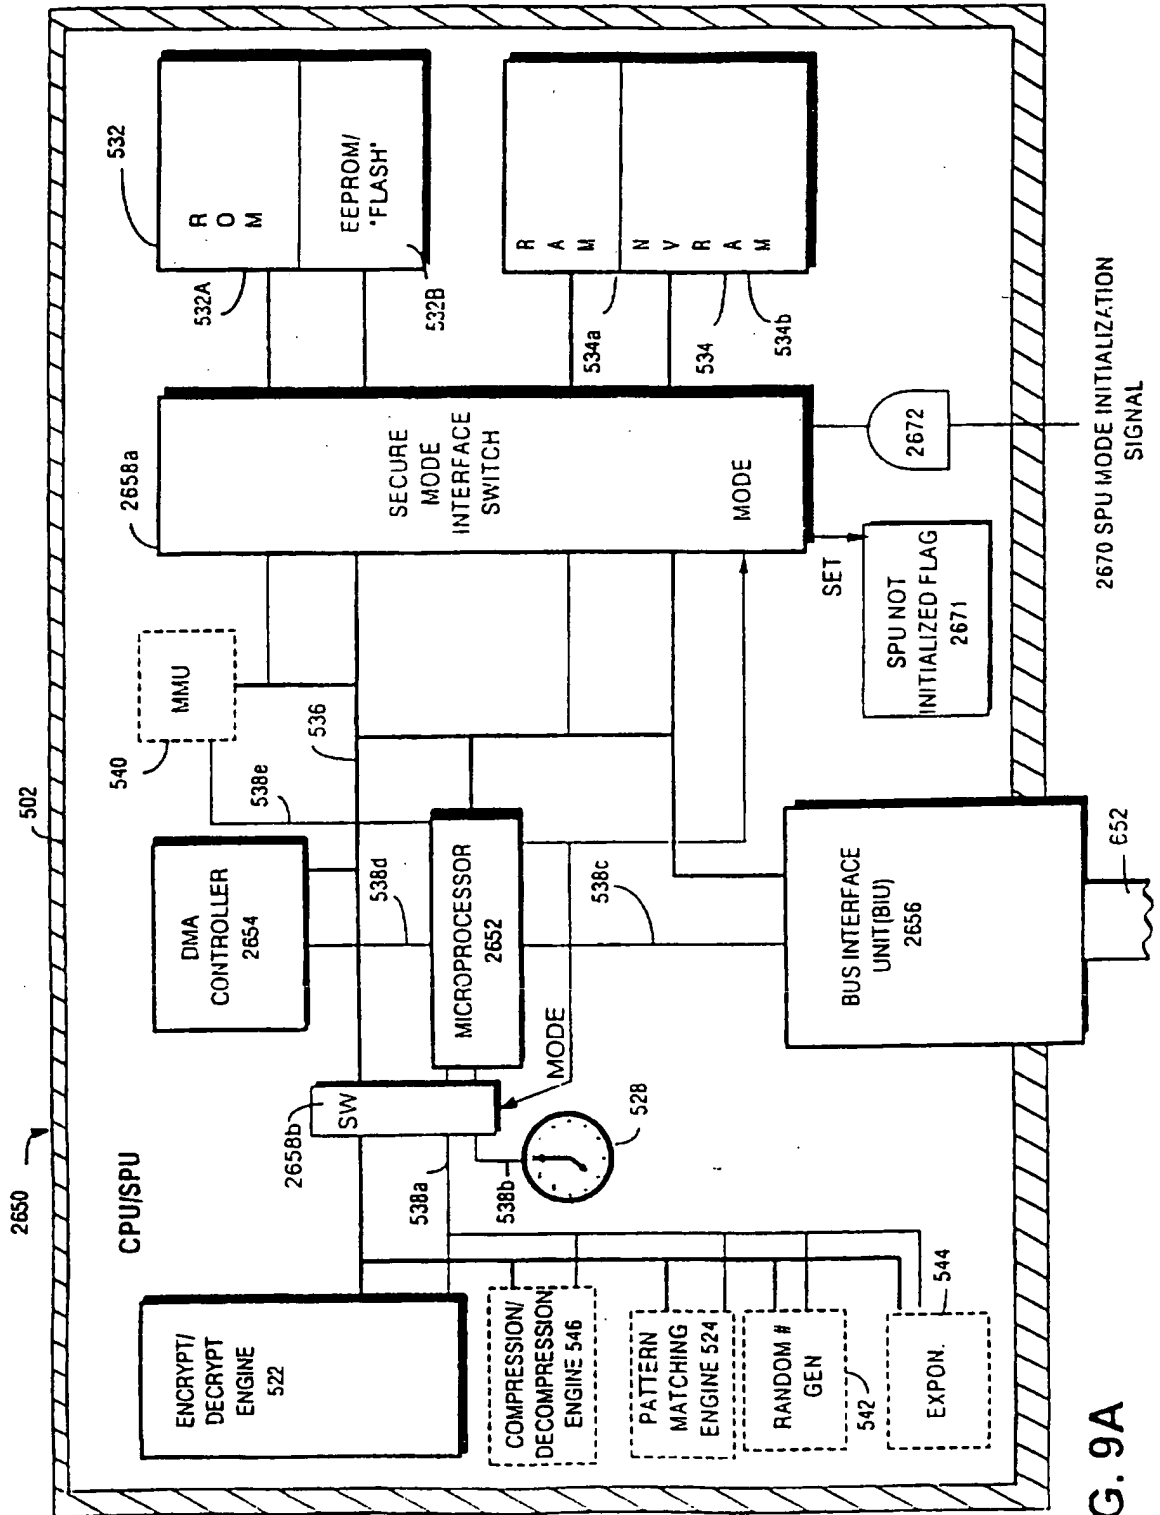 2650
502
CPU/SPU
ENCRYPT/
DECRYPT
ENGINE
522
2658b
SW
DMA
CONTROLLER
2654
540
MMU
2658a
532
R
O
M
532A
EEPROM/
"FLASH"
532B
538a
538b
538d
538e
536
MICROPROCESSOR
2652
SECURE
MODE
INTERFACE
SWITCH
COMPRESSION/
DECOMPRESSION
ENGINE 546
528
MODE
538c
R
A
M
N
V
R
A
M
534a
534
534b
PATTERN
MATCHING
ENGINE 524
RANDOM #
GEN
542
MODE
SET
2672
EXPON.
544
BUS INTERFACE
UNIT(BIU)
2656
SPU NOT
INITIALIZED FLAG
2671
652
2670 SPU MODE INITIALIZATION
SIGNAL
G. 9A